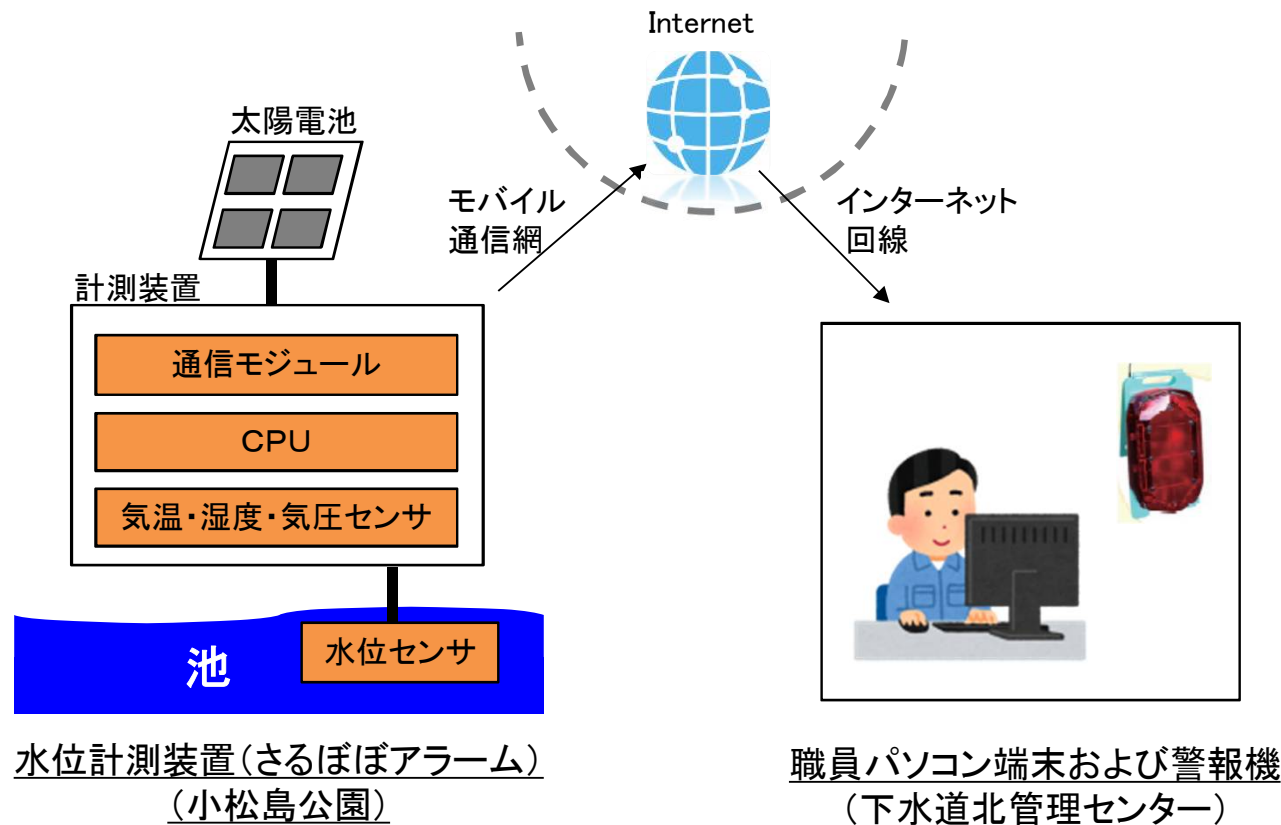 Internet
太陽電池
モバイル
通信網
インターネット
回線
計測装置
通信モジュール
CPU
気温・湿度・気圧センサ
水位センサ
池
水位計測装置(さるぼぼアラーム)
(小松島公園)
職員パソコン端末および警報機
(下水道北管理センター)